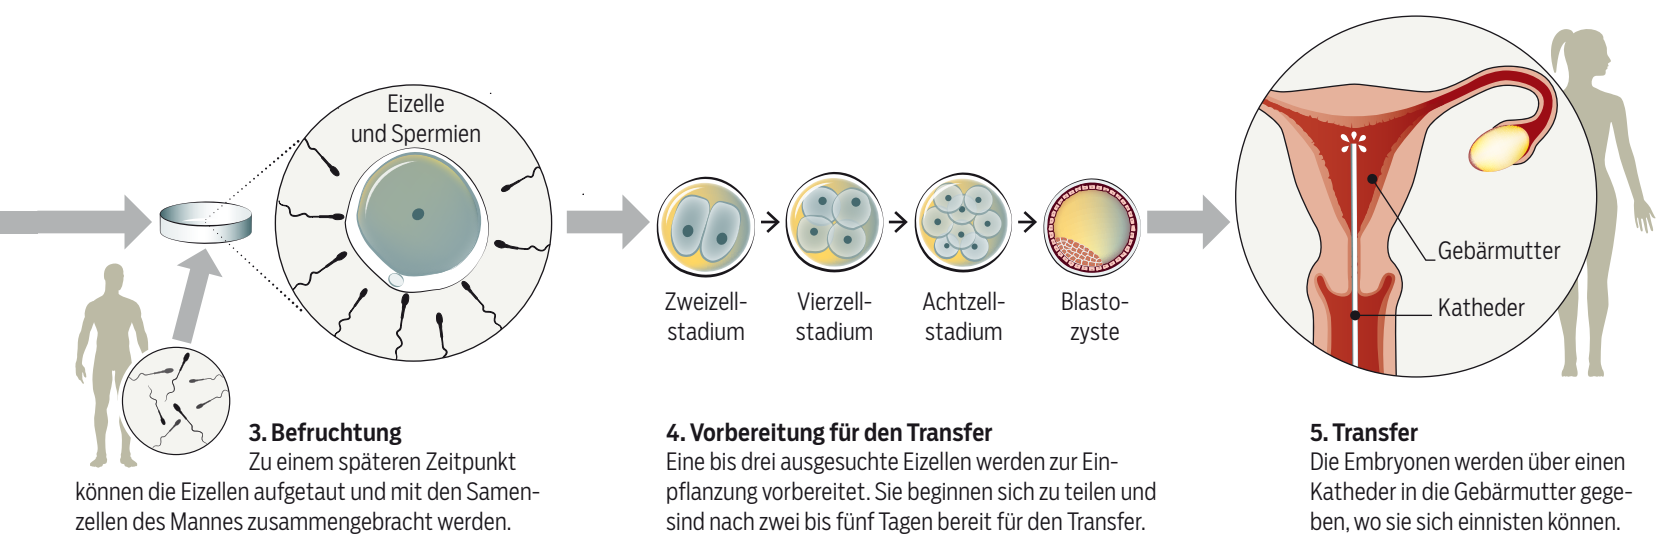 Eizelle
und Spermien
Zweizell-
stadium
Vierzell-
stadium
Achtzell-
stadium
Blasto-
zyste
Gebärmutter
Katheder
3. Befruchtung
Zu einem späteren Zeitpunkt
können die Eizellen aufgetaut und mit den Samen-
zellen des Mannes zusammengebracht werden.
4. Vorbereitung für den Transfer
Eine bis drei ausgesuchte Eizellen werden zur Ein-
pflanzung vorbereitet. Sie beginnen sich zu teilen und
sind nach zwei bis fünf Tagen bereit für den Transfer.
5. Transfer
Die Embryonen werden über einen
Katheder in die Gebärmutter gege-
ben, wo sie sich einnisten können.